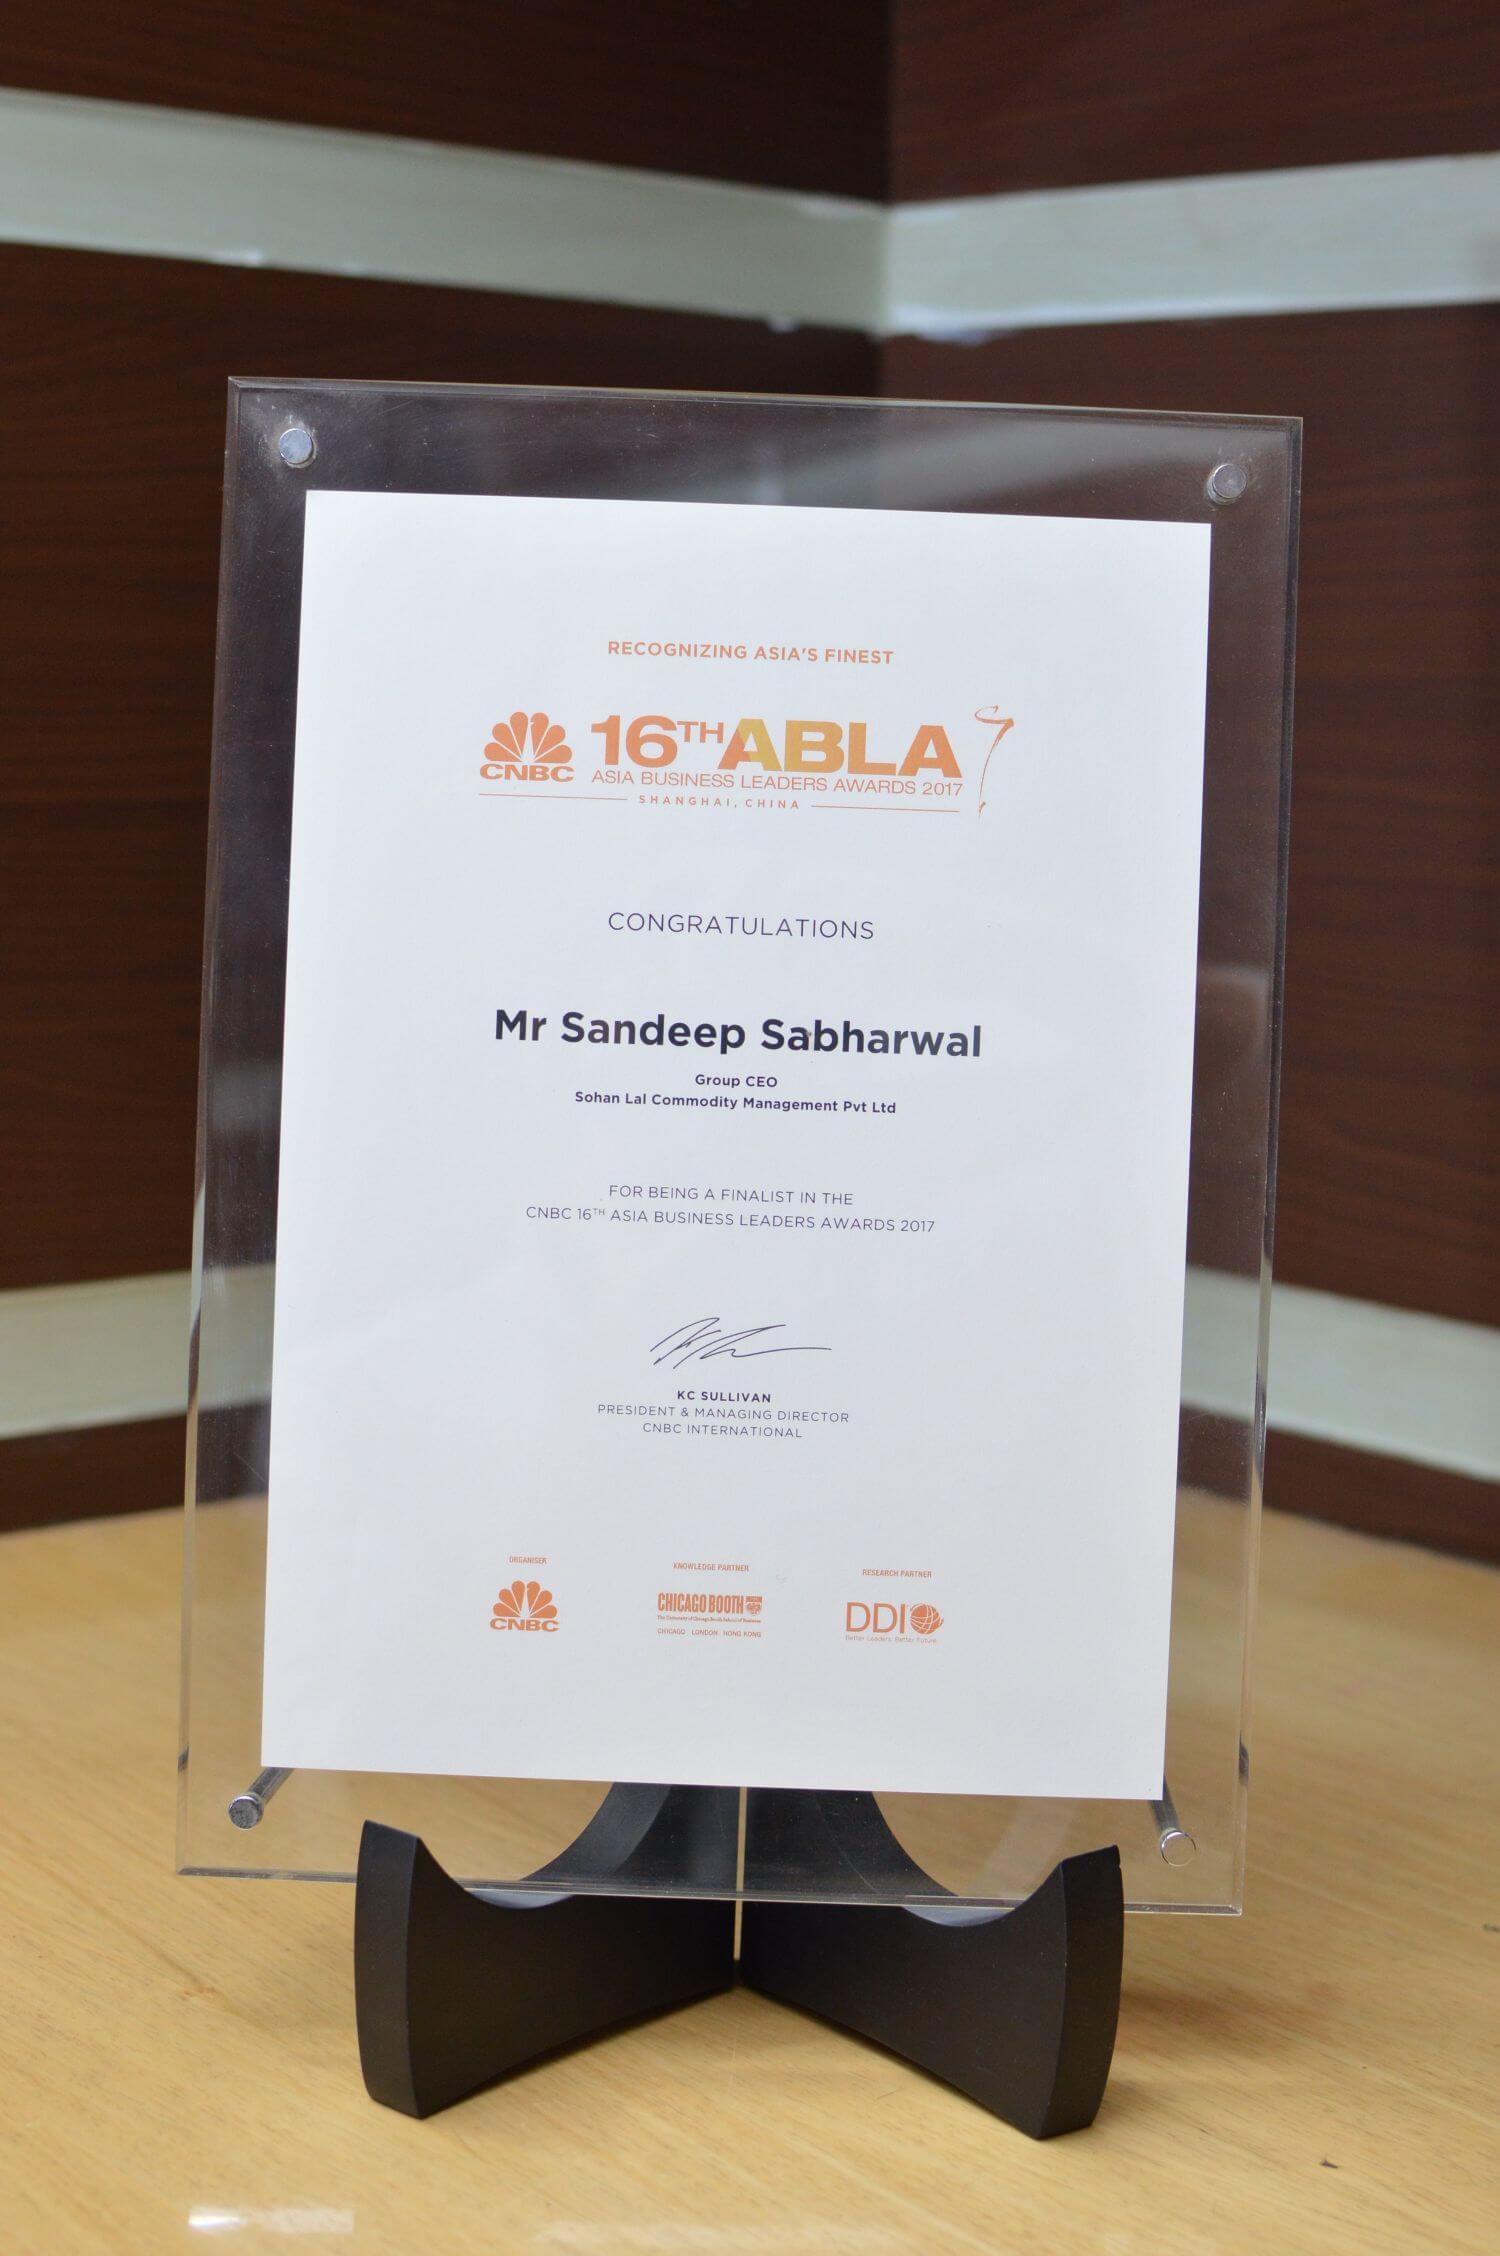 RECOGNIZING ASIA'S FINEST
CNBC 16TH ABLA
ASIA BUSINESS LEADERS AWARDS 2017
SHANGHAI, CHINA
CONGRATULATIONS
Mr Sandeep Sabharwal
Group CEO
Sohan Lal Commodity Management Pvt Ltd
FOR BEING A FINALIST IN THE
CNBC 16TH ASIA BUSINESS LEADERS AWARDS 2017
KC SULLIVAN
PRESIDENT & MANAGING DIRECTOR
CNBC INTERNATIONAL
ORGANISER
CNBC
KNOWLEDGE PARTNER
CHICAGO BOOTH
The University of Chicago Booth School of Business
CHICAGO LONDON HONG KONG
RESEARCH PARTNER
DDI
Better Leaders. Better Future.